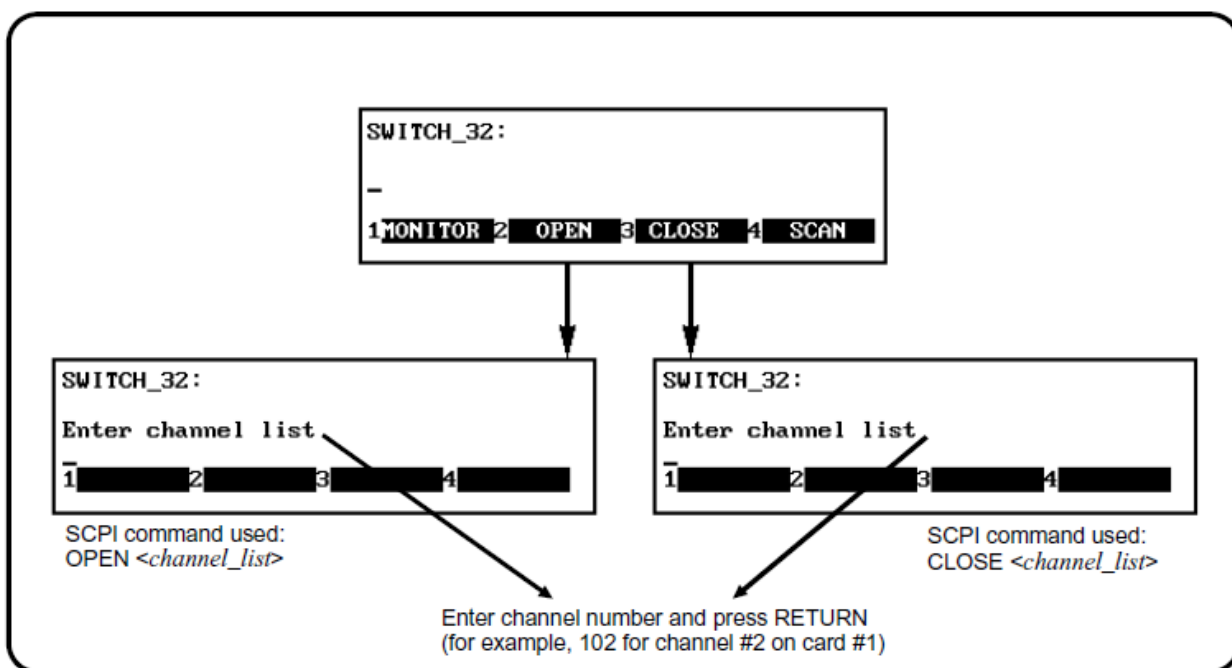 SWITCH_32:
_
1MONITOR 2 OPEN 3 CLOSE 4 SCAN
SWITCH_32:
Enter channel list
_
1 2 3 4
SCPI command used:
OPEN <channel_list>
SWITCH_32:
Enter channel list
_
1 2 3 4
SCPI command used:
CLOSE <channel_list>
Enter channel number and press RETURN
(for example, 102 for channel #2 on card #1)